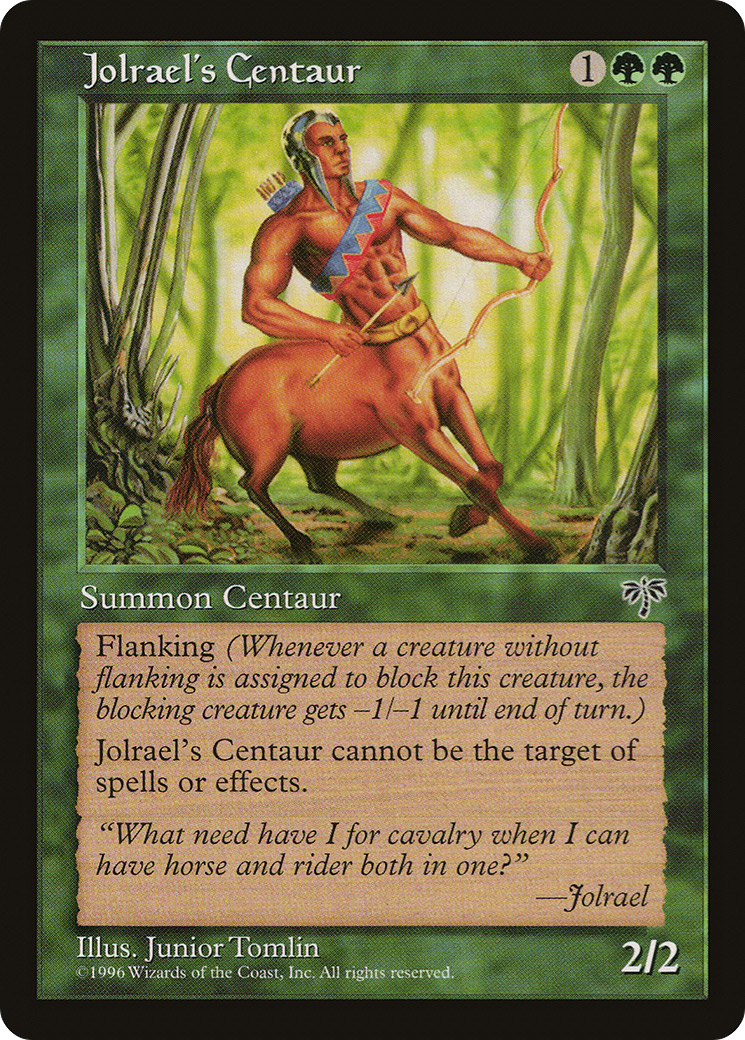 Jolrael's Centaur 1
Summon Centaur
Flanking (Whenever a creature without
flanking is assigned to block this creature, the
blocking creature gets –1/–1 until end of turn.)
Jolrael's Centaur cannot be the target of
spells or effects.
“What need have I for cavalry when I can
have horse and rider both in one?”
—Jolrael
Illus. Junior Tomlin
©1996 Wizards of the Coast, Inc. All rights reserved.
2/2